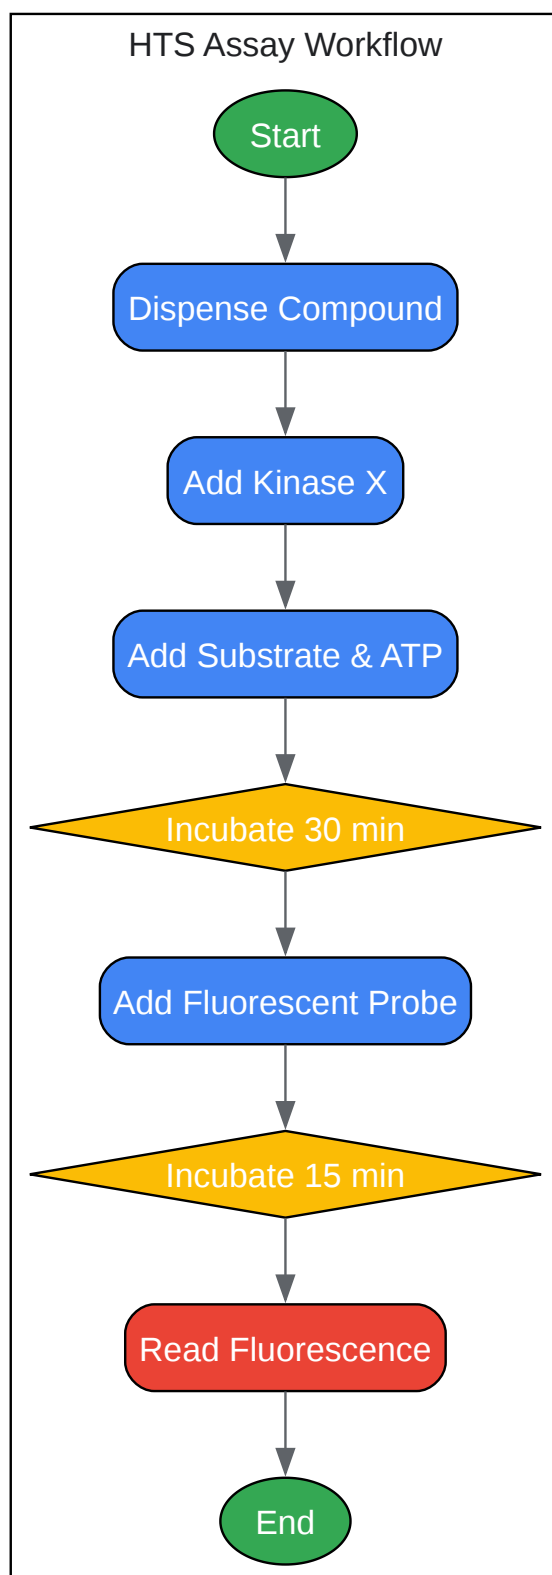 HTS Assay Workflow
Start
Dispense Compound
Add Kinase X
Add Substrate & ATP
Incubate 30 min
Add Fluorescent Probe
Incubate 15 min
Read Fluorescence
End